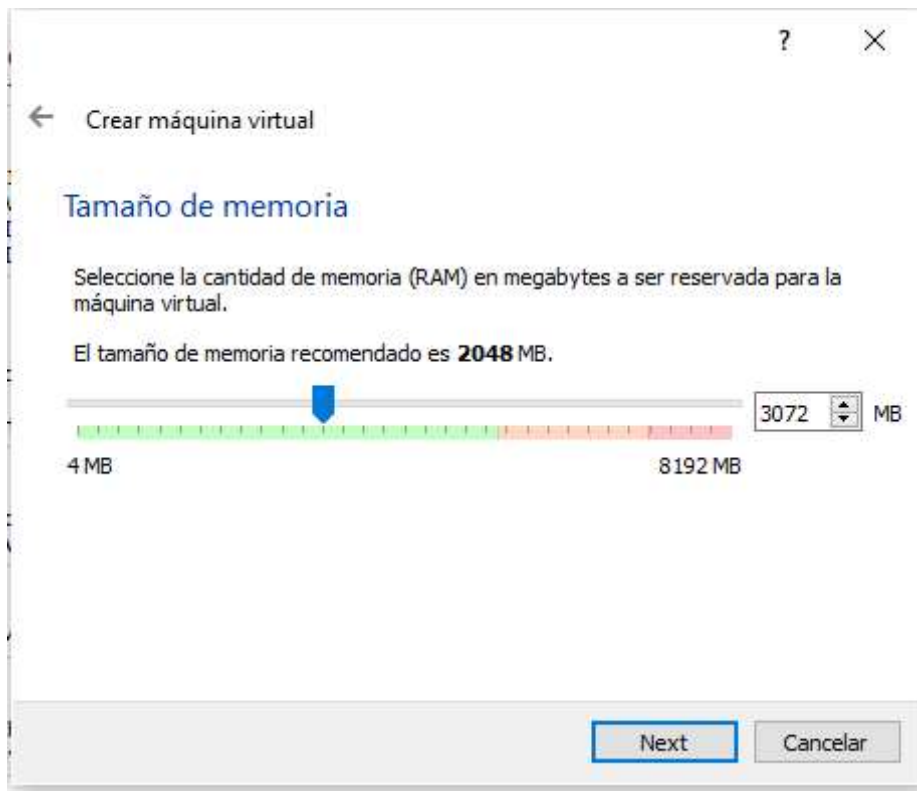 ?
Crear máquina virtual
Tamaño de memoria
Seleccione la cantidad de memoria (RAM) en megabytes a ser reservada para la
máquina virtual.
El tamaño de memoria recomendado es 2048 MB.
3072 MB
4 MB 8192 MB
Next Cancelar